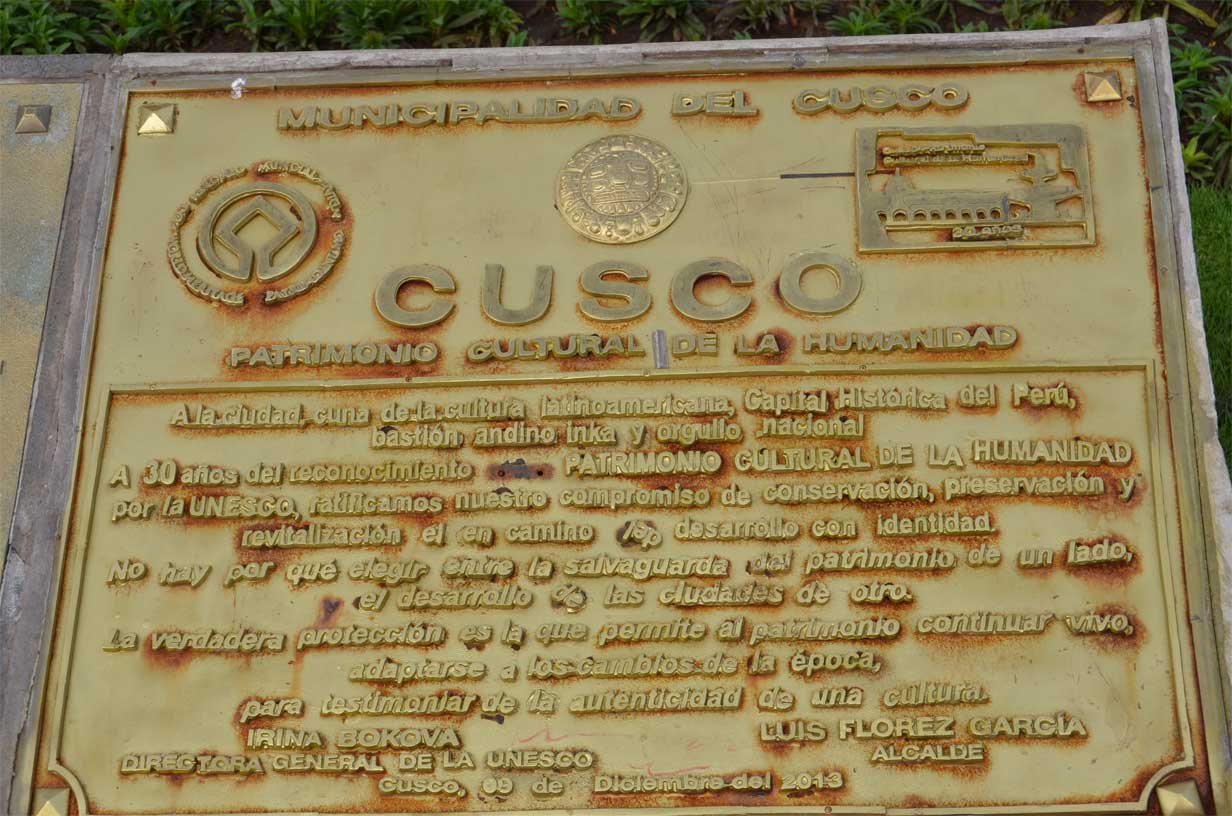 MUNICIPALIDAD DEL CUSCO
Cultural de la Humanidad
20 años
CUSCO
PATRIMONIO CULTURAL DE LA HUMANIDAD
A la ciudad, cuna de la cultura latinoamericana, Capital Histórica del Perú,
bastión andino inka y orgullo nacional
A 30 años del reconocimiento PATRIMONIO CULTURAL DE LA HUMANIDAD
por la UNESCO, ratificamos nuestro compromiso de conservación, preservación y
revitalización el en camino desarrollo con identidad.
No hay por qué elegir entre la salvaguarda del patrimonio de un lado,
el desarrollo las ciudades de otro.
La verdadera protección es la que permite al patrimonio continuar vivo,
adaptarse a los cambios de la época,
para testimoniar de la autenticidad de una cultura.
IRINA BOKOVA LUIS FLOREZ GARCÍA
DIRECTORA GENERAL DE LA UNESCO ALCALDE
Cusco, 09 de Diciembre del 2013